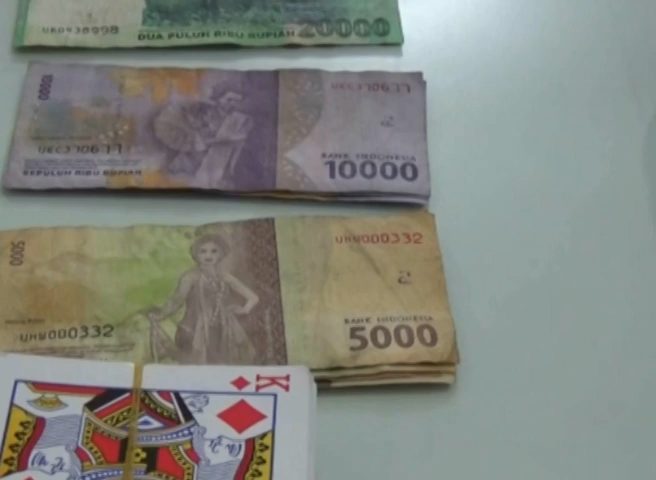 DUA PULUH RIBU RUPIAH 20000
10000
UEC370677
UEC370677
SEPULUH RIBU RUPIAH
BANK INDONESIA
10000
5000
UHW000332
UHW000332
BANK INDONESIA
5000
K